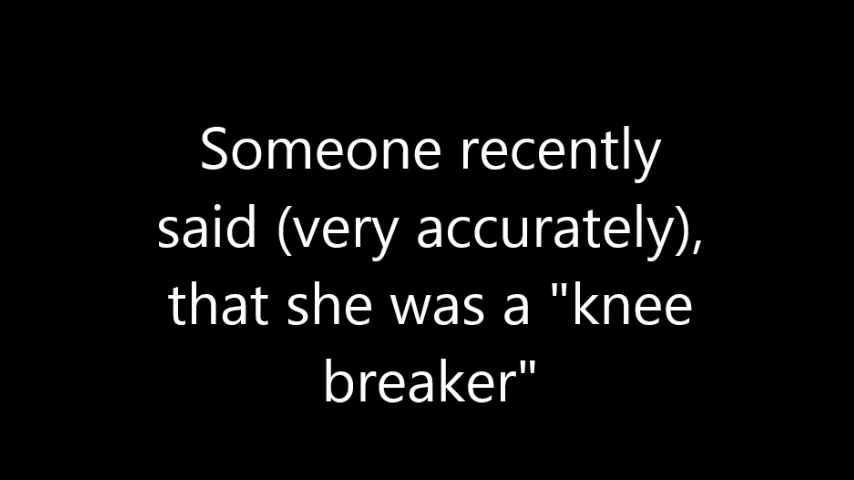 Someone recently
said (very accurately),
that she was a "knee
breaker"